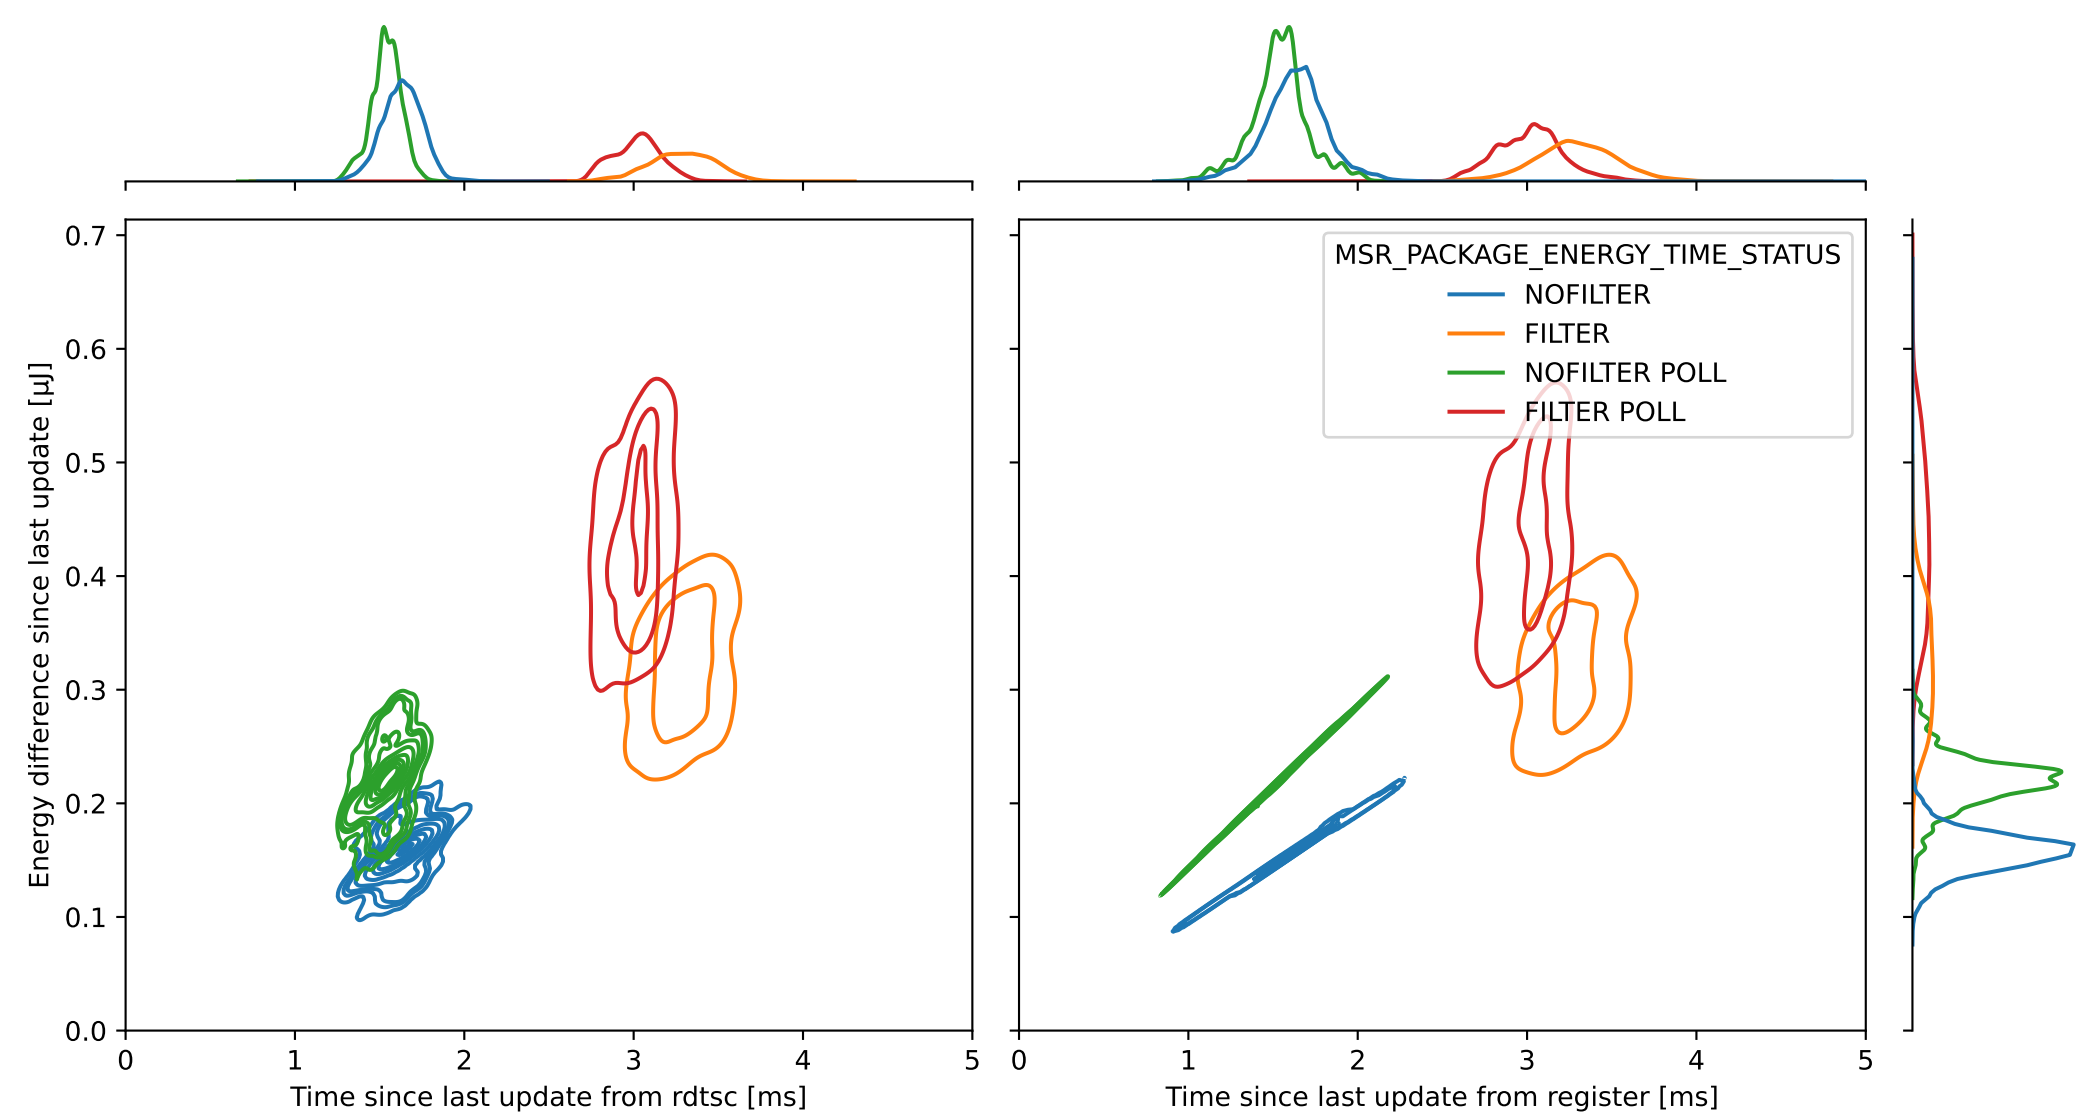 MSR_PACKAGE_ENERGY_TIME_STATUS
NOFILTER
FILTER
NOFILTER POLL
FILTER POLL
Energy difference since last update [µJ]
0.7
0.6
0.5
0.4
0.3
0.2
0.1
0.0
0 1 2 3 4 5
0 1 2 3 4 5
Time since last update from rdtsc [ms]
Time since last update from register [ms]